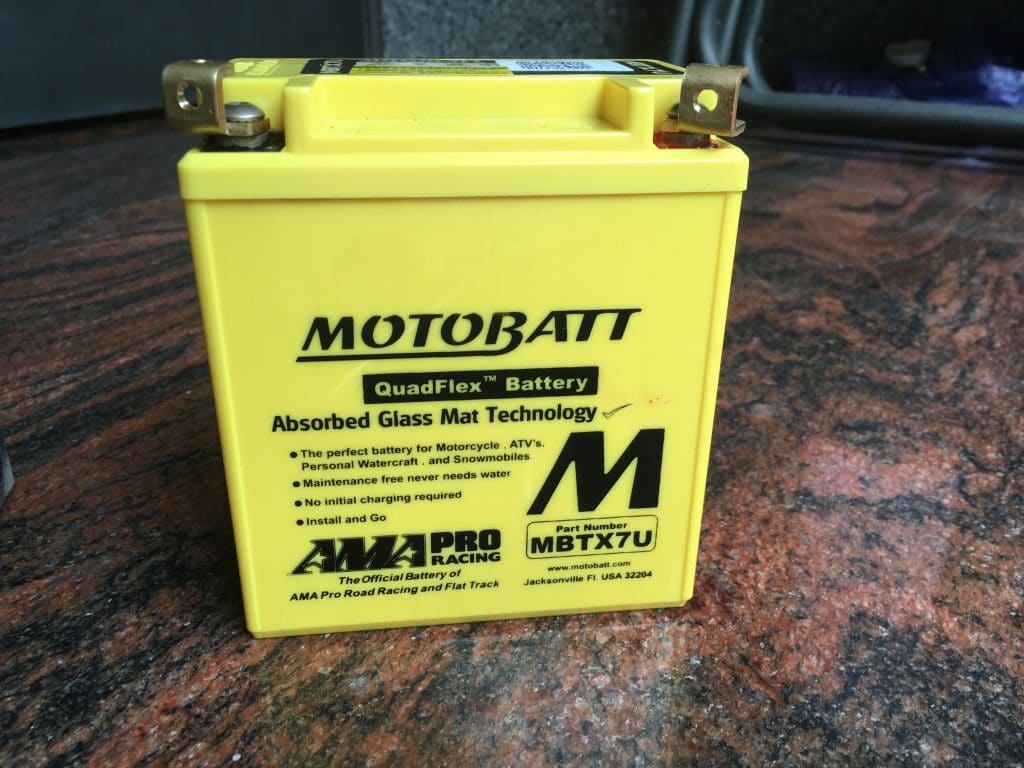 MOTOBATT
QuadFlex™ Battery
Absorbed Glass Mat Technology ✓
• The perfect battery for Motorcycle . ATV's,
Personal Watercraft . and Snowmobiles.
• Maintenance free never needs water
• No initial charging required
• Install and Go
M
Part Number
MBTX7U
www.motobatt.com
Jacksonville Fl. USA 32204
AMA PRO
RACING
The Official Battery of
AMA Pro Road Racing and Flat Track